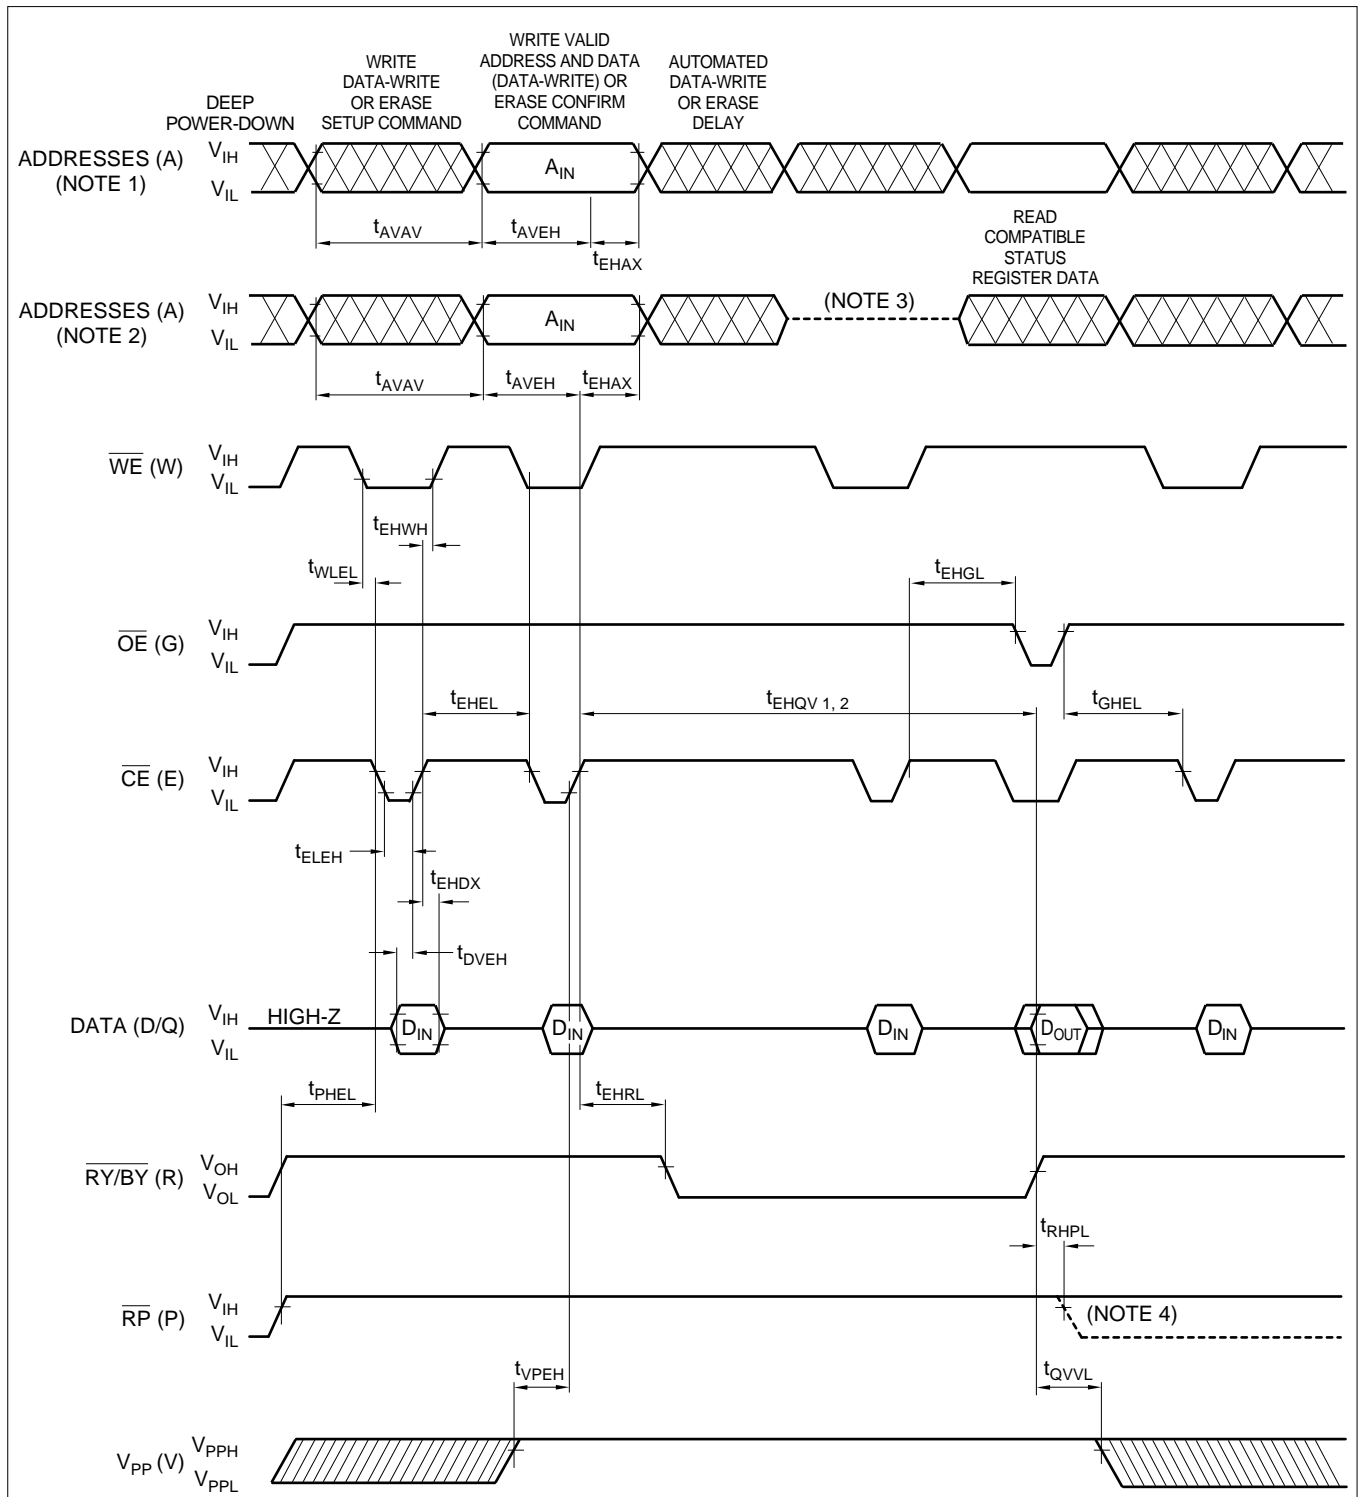 DEEP
POWER-DOWN
WRITE
DATA-WRITE
OR ERASE
SETUP COMMAND
WRITE VALID
ADDRESS AND DATA
(DATA-WRITE) OR
ERASE CONFIRM
COMMAND
AUTOMATED
DATA-WRITE
OR ERASE
DELAY
ADDRESSES (A)
(NOTE 1)
VIH
VIL
AIN
tAVAV
tAVEH
tEHAX
READ
COMPATIBLE
STATUS
REGISTER DATA
ADDRESSES (A)
(NOTE 2)
VIH
VIL
AIN
(NOTE 3)
tAVAV
tAVEH
tEHAX
WE (W)
VIH
VIL
tEHWH
tWLEL
tEHGL
OE (G)
VIH
VIL
tEHEL
tEHQV 1, 2
tGHEL
CE (E)
VIH
VIL
tELEH
tEHDX
tDVEH
DATA (D/Q)
VIH
VIL
HIGH-Z
DIN
DIN
DIN
DOUT
DIN
tPHEL
tEHRL
RY/BY (R)
VOH
VOL
tRHPL
RP (P)
VIH
VIL
(NOTE 4)
tVPEH
tQVVL
VPP (V)
VPPH
VPPL